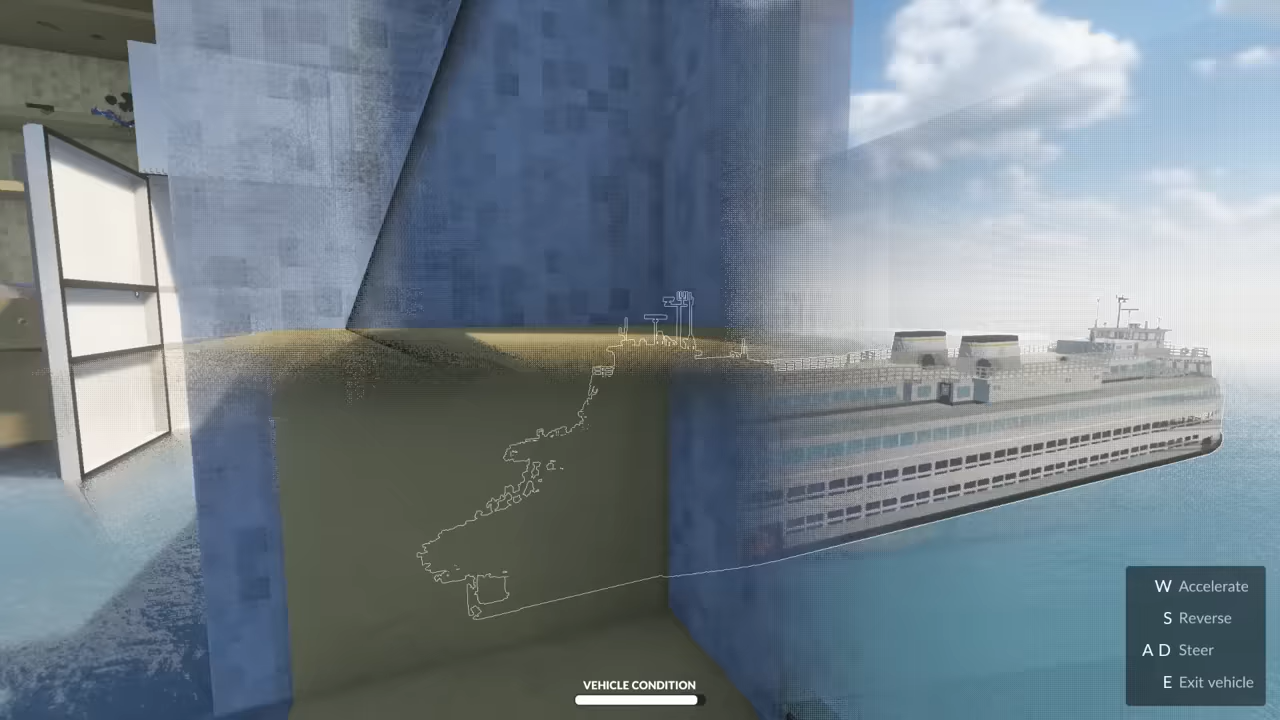 W Accelerate
S Reverse
A D Steer
E Exit vehicle
VEHICLE CONDITION